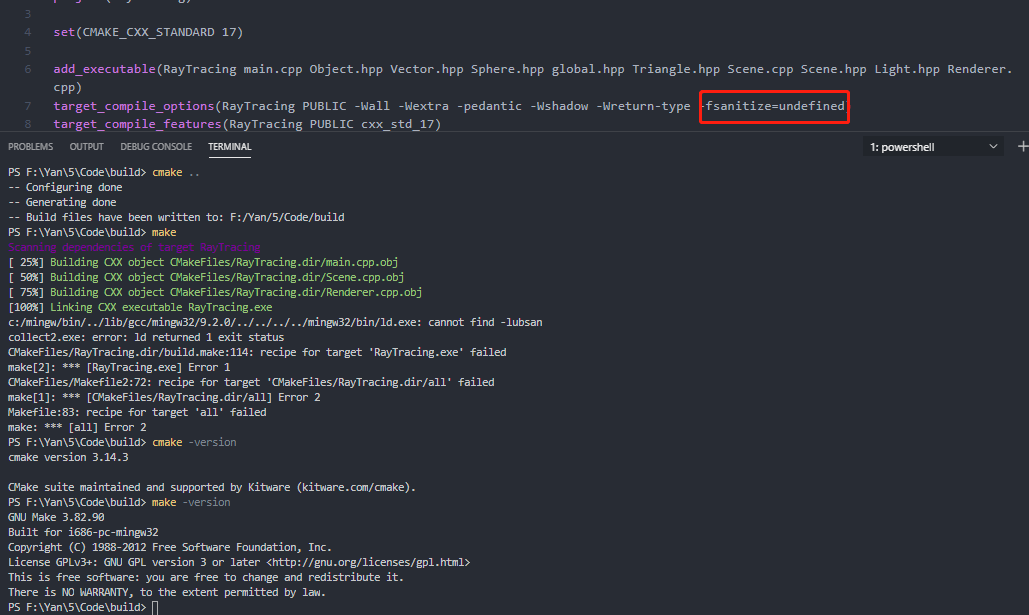 3
4 set(CMAKE_CXX_STANDARD 17)
5
6 add_executable(RayTracing main.cpp Object.hpp Vector.hpp Sphere.hpp global.hpp Triangle.hpp Scene.cpp Scene.hpp Light.hpp Renderer.
cpp)
7 target_compile_options(RayTracing PUBLIC -Wall -Wextra -pedantic -Wshadow -Wreturn-type -fsanitize=undefined
8 target_compile_features(RayTracing PUBLIC cxx_std_17)
PROBLEMS OUTPUT DEBUG CONSOLE TERMINAL 1: powershell +
PS F:\Yan\5\Code\build> cmake ..
-- Configuring done
-- Generating done
-- Build files have been written to: F:/Yan/5/Code/build
PS F:\Yan\5\Code\build> make
Scanning dependencies of target RayTracing
[ 25%] Building CXX object CMakeFiles/RayTracing.dir/main.cpp.obj
[ 50%] Building CXX object CMakeFiles/RayTracing.dir/Scene.cpp.obj
[ 75%] Building CXX object CMakeFiles/RayTracing.dir/Renderer.cpp.obj
[100%] Linking CXX executable RayTracing.exe
c:/mingw/bin/../lib/gcc/mingw32/9.2.0/../../../../mingw32/bin/ld.exe: cannot find -lubsan
collect2.exe: error: ld returned 1 exit status
CMakeFiles/RayTracing.dir/build.make:114: recipe for target 'RayTracing.exe' failed
make[2]: *** [RayTracing.exe] Error 1
CMakeFiles/Makefile2:72: recipe for target 'CMakeFiles/RayTracing.dir/all' failed
make[1]: *** [CMakeFiles/RayTracing.dir/all] Error 2
Makefile:83: recipe for target 'all' failed
make: *** [all] Error 2
PS F:\Yan\5\Code\build> cmake -version
cmake version 3.14.3
CMake suite maintained and supported by Kitware (kitware.com/cmake).
PS F:\Yan\5\Code\build> make -version
GNU Make 3.82.90
Built for i686-pc-mingw32
Copyright (C) 1988-2012 Free Software Foundation, Inc.
License GPLv3+: GNU GPL version 3 or later <http://gnu.org/licenses/gpl.html>
This is free software: you are free to change and redistribute it.
There is NO WARRANTY, to the extent permitted by law.
PS F:\Yan\5\Code\build>